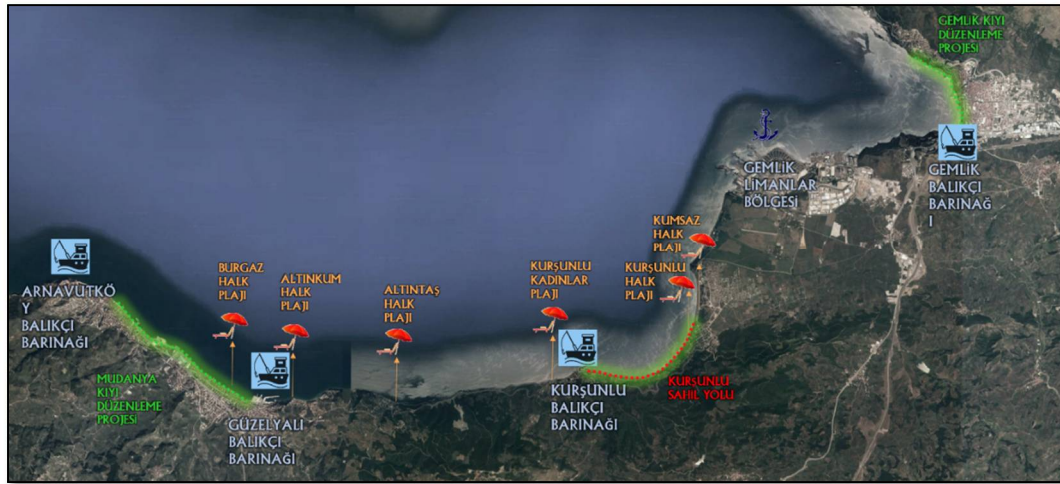 GEMLİK KIYI
DÜZENLEME
PROJESİ
GEMLİK
LİMANLAR
BÖLGESİ
GEMLİK
BALIKÇI
BARINAĞ
I
KUMSAZ
HALK
PLAJI
BURGAZ
HALK
PLAJI
ALTINKUM
HALK
PLAJI
ALTINTAŞ
HALK
PLAJI
KURŞUNLU
KADINLAR
PLAJI
KURŞUNLU
HALK
PLAJI
ARNAVUTKÖ
Y
BALIKÇI
BARINAĞI
MUDANYA
KIYI
DÜZENLEME
PROJESİ
GÜZELYALI
BALIKÇI
BARINAĞI
KURŞUNLU
BALIKÇI
BARINAĞI
KURŞUNLU
SAHİL YOLU